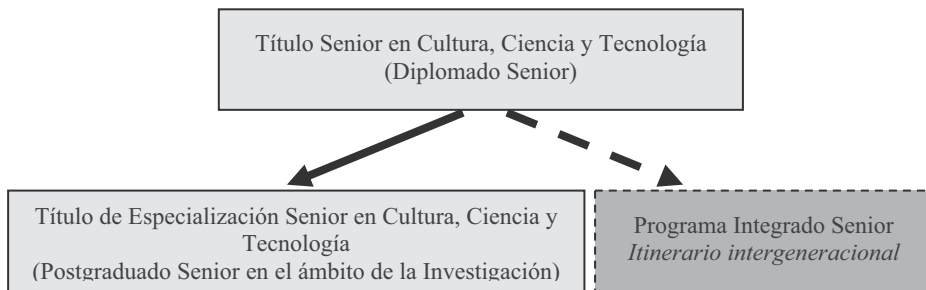 Título Senior en Cultura, Ciencia y Tecnología
(Diplomado Senior)
Título de Especialización Senior en Cultura, Ciencia y
Tecnología
(Postgraduado Senior en el ámbito de la Investigación)
Programa Integrado Senior
Itinerario intergeneracional